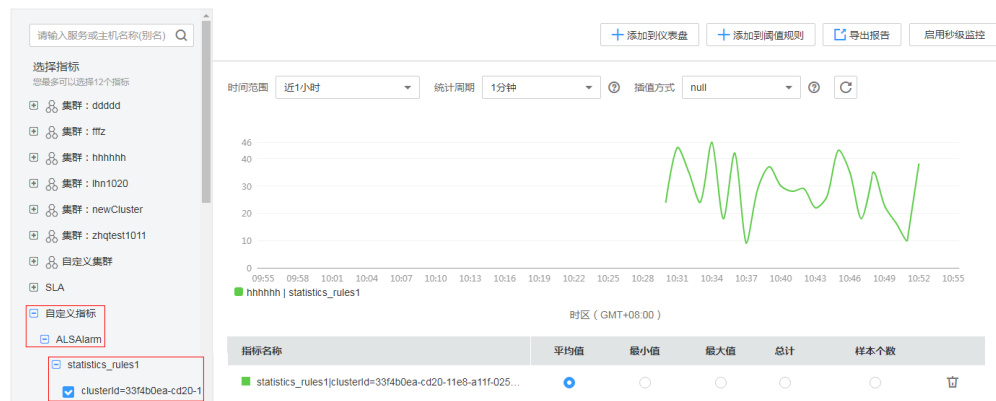 请输入服务或主机名称(别名)
添加到仪表盘
添加到阈值规则
导出报告
启用秒级监控
选择指标
您最多可以选择12个指标
集群：ddddd
集群：fffz
集群：hhhhhh
集群：lhn1020
集群：newCluster
集群：zhqtest1011
自定义集群
SLA
自定义指标
ALSAlarm
statistics_rules1
clusterId=33f4b0ea-cd20-1
时间范围 近1小时 统计周期 1分钟 插值方式 null
46
40
30
20
10
0
09:55 09:58 10:01 10:04 10:07 10:10 10:13 10:16 10:19 10:22 10:25 10:28 10:31 10:34 10:37 10:40 10:43 10:46 10:49 10:52 10:55
hhhhhh | statistics_rules1
时区（GMT+08:00）
指标名称 平均值 最小值 最大值 总计 样本个数
statistics_rules1|clusterId=33f4b0ea-cd20-11e8-a11f-025...